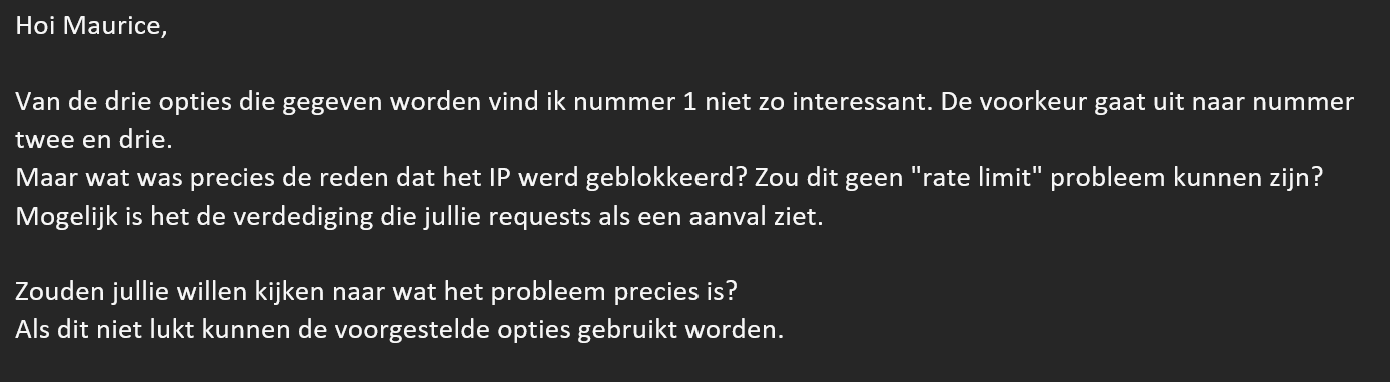 Hoi Maurice,
Van de drie opties die gegeven worden vind ik nummer 1 niet zo interessant. De voorkeur gaat uit naar nummer
twee en drie.
Maar wat was precies de reden dat het IP werd geblokkeerd? Zou dit geen "rate limit" probleem kunnen zijn?
Mogelijk is het de verdediging die jullie requests als een aanval ziet.
Zouden jullie willen kijken naar wat het probleem precies is?
Als dit niet lukt kunnen de voorgestelde opties gebruikt worden.